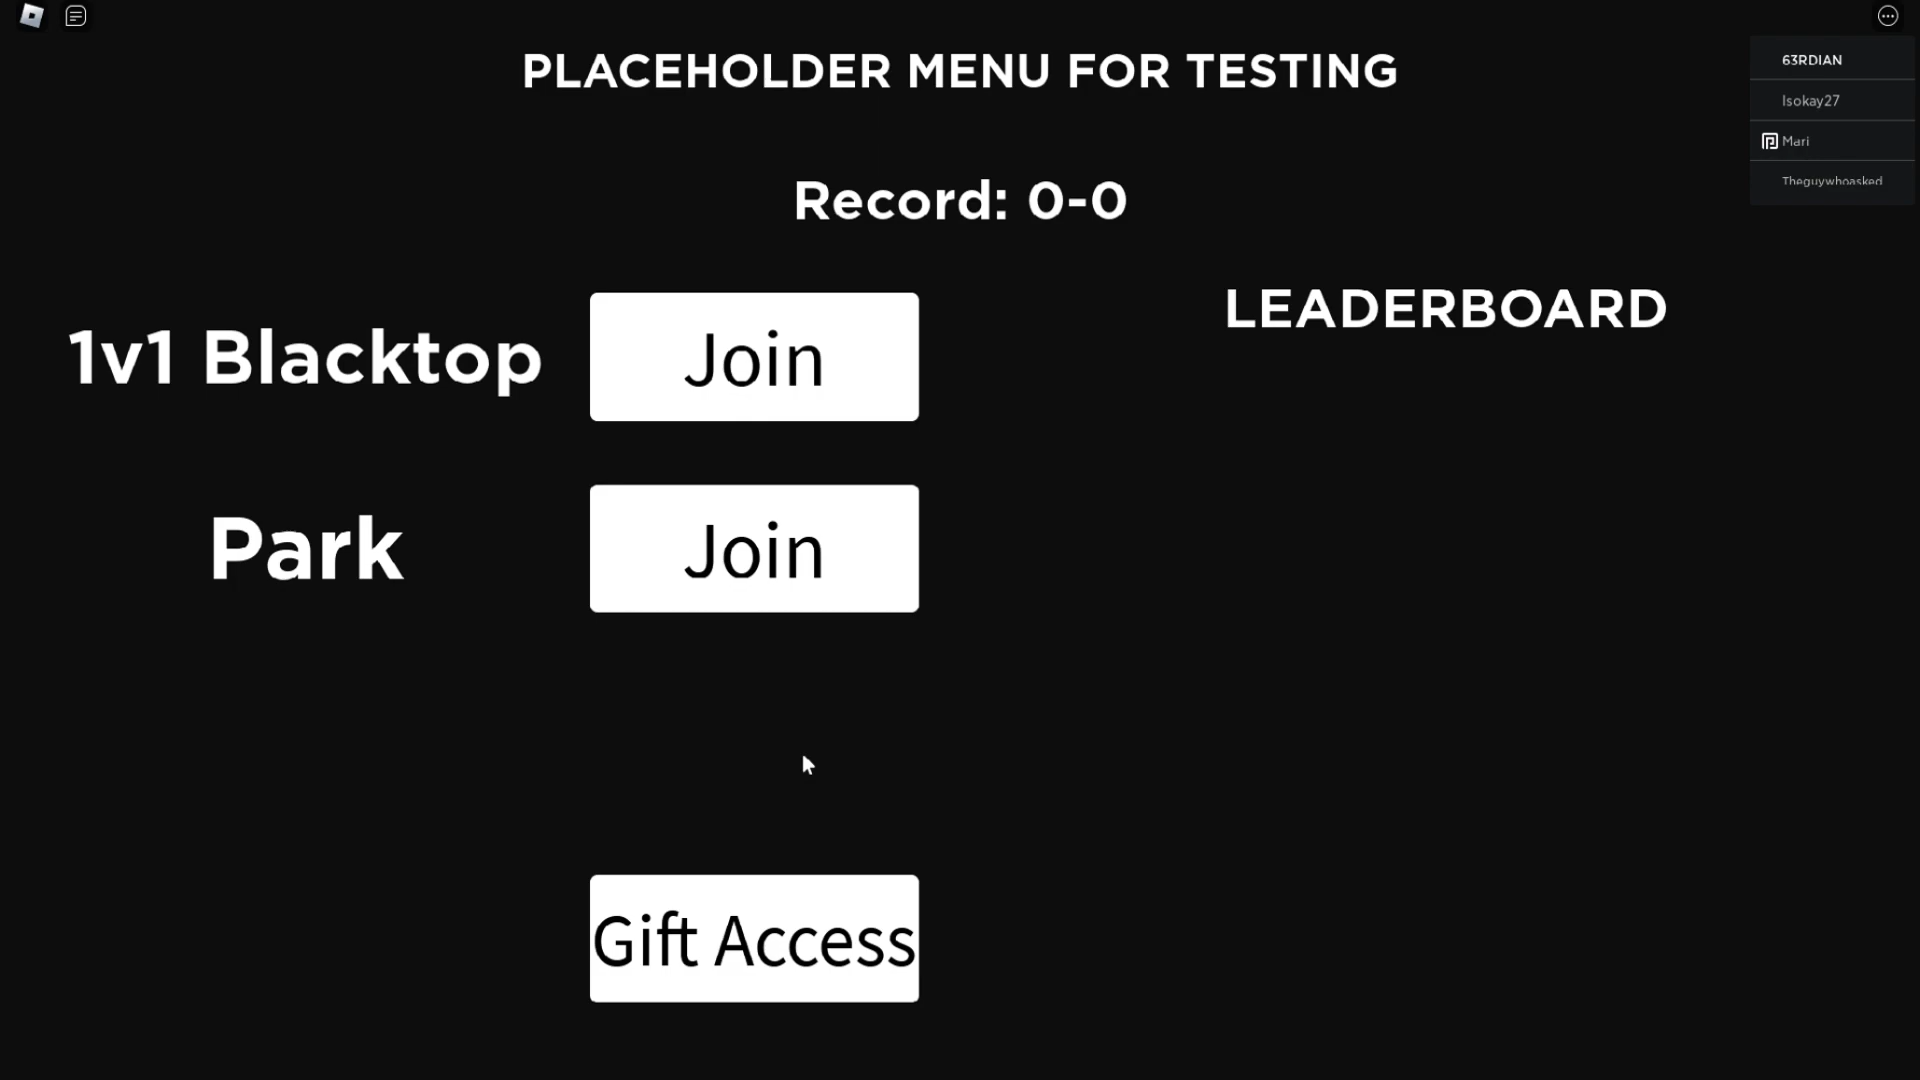 PLACEHOLDER MENU FOR TESTING
63RDIAN
Isokay27
Mari
Theguywhoasked
Record: 0-0
LEADERBOARD
1v1 Blacktop
Join
Park
Join
Gift Access